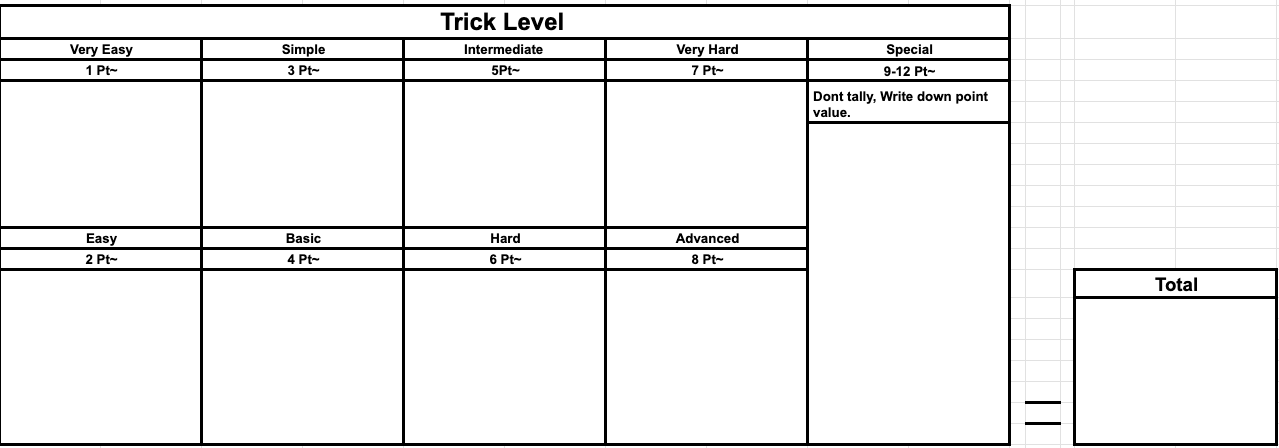 Trick Level
Very Easy
Simple
Intermediate
Very Hard
Special
1 Pt~
3 Pt~
5Pt~
7 Pt~
9-12 Pt~
Dont tally, Write down point
value.
Easy
Basic
Hard
Advanced
2 Pt~
4 Pt~
6 Pt~
8 Pt~
Total